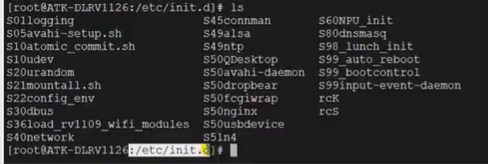 [root@ATK-DLRV1126:/etc/init.d]# ls
S01logging S45connman S60NPU_init
S05avahi-setup.sh S49alsa S80dnsmasq
S10atomic_commit.sh S49ntp S98_lunch_init
S10udev S50QDesktop S99_auto_reboot
S20urandom S50avahi-daemon S99_bootcontrol
S21mountall.sh S50dropbear S99input-event-daemon
S22config_env S50fcgiwrap rcK
S30dbus S50nginx rcS
S36load_rv1109_wifi_modules S50usbdevice
S40network S51n4
[root@ATK-DLRV1126:/etc/init.d]#